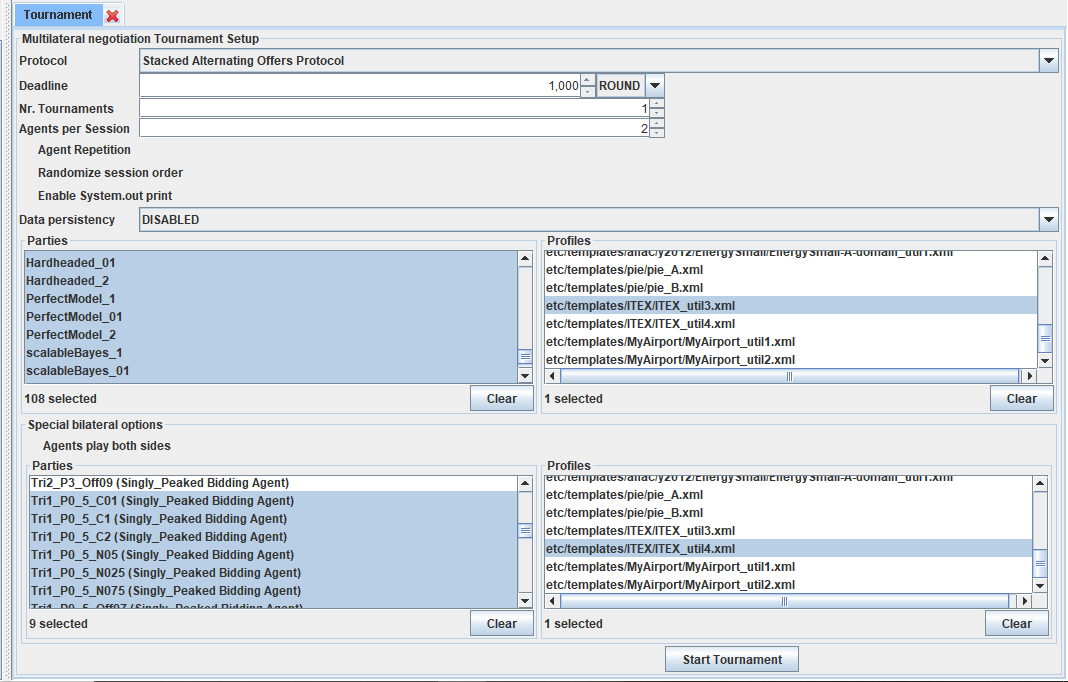 Tournament
Multilateral negotiation Tournament Setup
Protocol Stacked Alternating Offers Protocol
Deadline 1,000 ROUND
Nr. Tournaments 1
Agents per Session 2
Agent Repetition
Randomize session order
Enable System.out print
Data persistency DISABLED
Parties
Hardheaded_01
Hardheaded_2
PerfectModel_1
PerfectModel_01
PerfectModel_2
scalableBayes_1
scalableBayes_01
108 selected Clear
Profiles
etc/templates/anac/y2012/EnergySmall/EnergySmall-A-domain_util1.xml
etc/templates/pie/pie_A.xml
etc/templates/pie/pie_B.xml
etc/templates/ITEX/ITEX_util3.xml
etc/templates/ITEX/ITEX_util4.xml
etc/templates/MyAirport/MyAirport_util1.xml
etc/templates/MyAirport/MyAirport_util2.xml
1 selected Clear
Special bilateral options
Agents play both sides
Parties
Tri2_P3_Off09 (Singly_Peaked Bidding Agent)
Tri1_P0_5_C01 (Singly_Peaked Bidding Agent)
Tri1_P0_5_C1 (Singly_Peaked Bidding Agent)
Tri1_P0_5_C2 (Singly_Peaked Bidding Agent)
Tri1_P0_5_N05 (Singly_Peaked Bidding Agent)
Tri1_P0_5_N025 (Singly_Peaked Bidding Agent)
Tri1_P0_5_N075 (Singly_Peaked Bidding Agent)
Tri1_P0_5_Off07 (Singly_Peaked Bidding Agent)
9 selected Clear
Profiles
etc/templates/anac/y2012/EnergySmall/EnergySmall-A-domain_util1.xml
etc/templates/pie/pie_A.xml
etc/templates/pie/pie_B.xml
etc/templates/ITEX/ITEX_util3.xml
etc/templates/ITEX/ITEX_util4.xml
etc/templates/MyAirport/MyAirport_util1.xml
etc/templates/MyAirport/MyAirport_util2.xml
1 selected Clear
Start Tournament